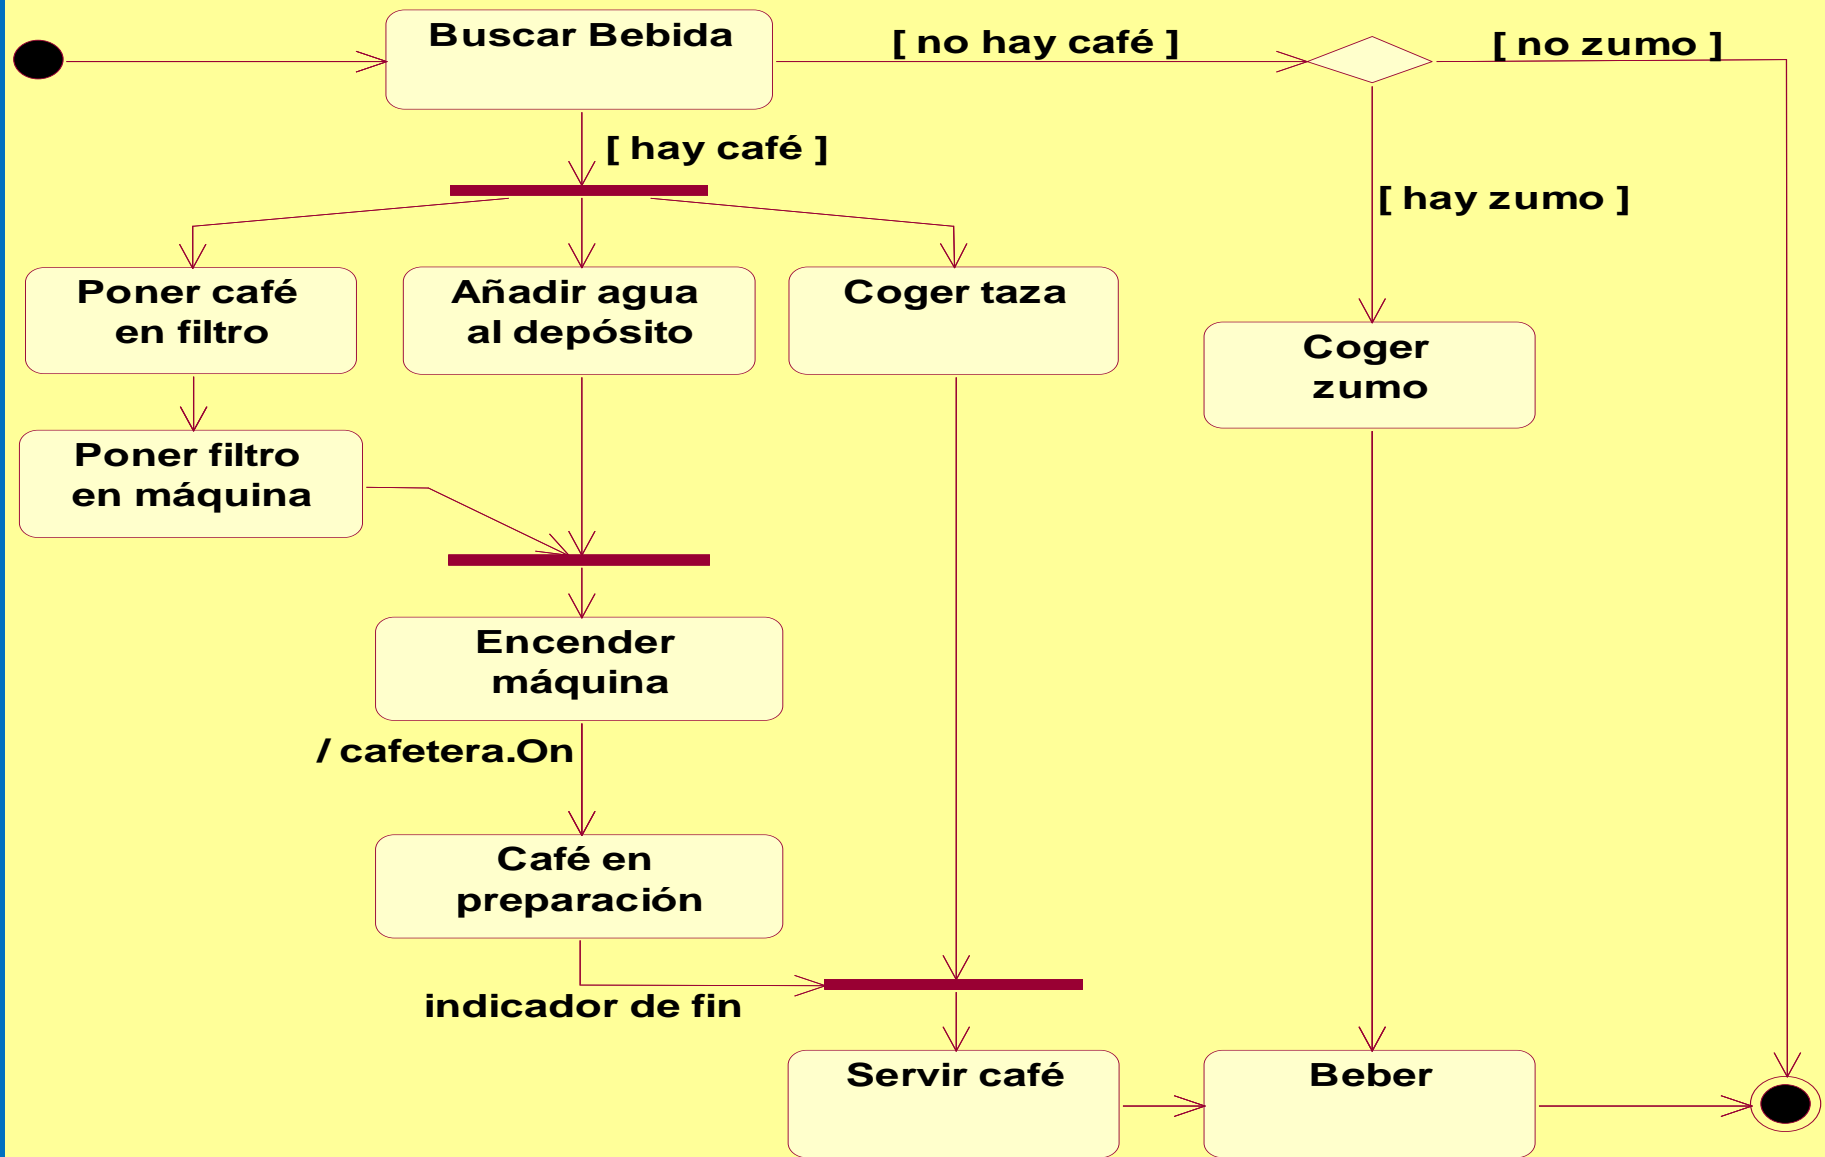 Buscar Bebida
[ no hay café ]
[ no zumo ]
[ hay café ]
[ hay zumo ]
Poner café
en filtro
Añadir agua
al depósito
Coger taza
Coger
zumo
Poner filtro
en máquina
Encender
máquina
/ cafetera.On
Café en
preparación
indicador de fin
Servir café
Beber